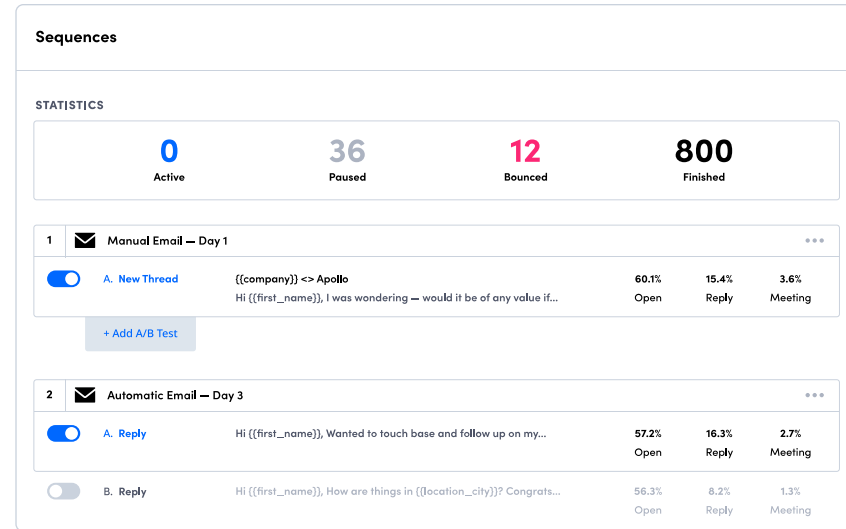 Sequences
STATISTICS
0 36 12 800
Active Paused Bounced Finished
1 Manual Email — Day 1
A. New Thread {{company}} <> Apollo 60.1% 15.4% 3.6%
Hi {{first_name}}, I was wondering — would it be of any value if... Open Reply Meeting
+ Add A/B Test
2 Automatic Email — Day 3
A. Reply Hi {{first_name}}, Wanted to touch base and follow up on my... 57.2% 16.3% 2.7%
Open Reply Meeting
B. Reply Hi {{first_name}}, How are things in {{location_city}}? Congrats... 56.3% 8.2% 1.3%
Open Reply Meeting